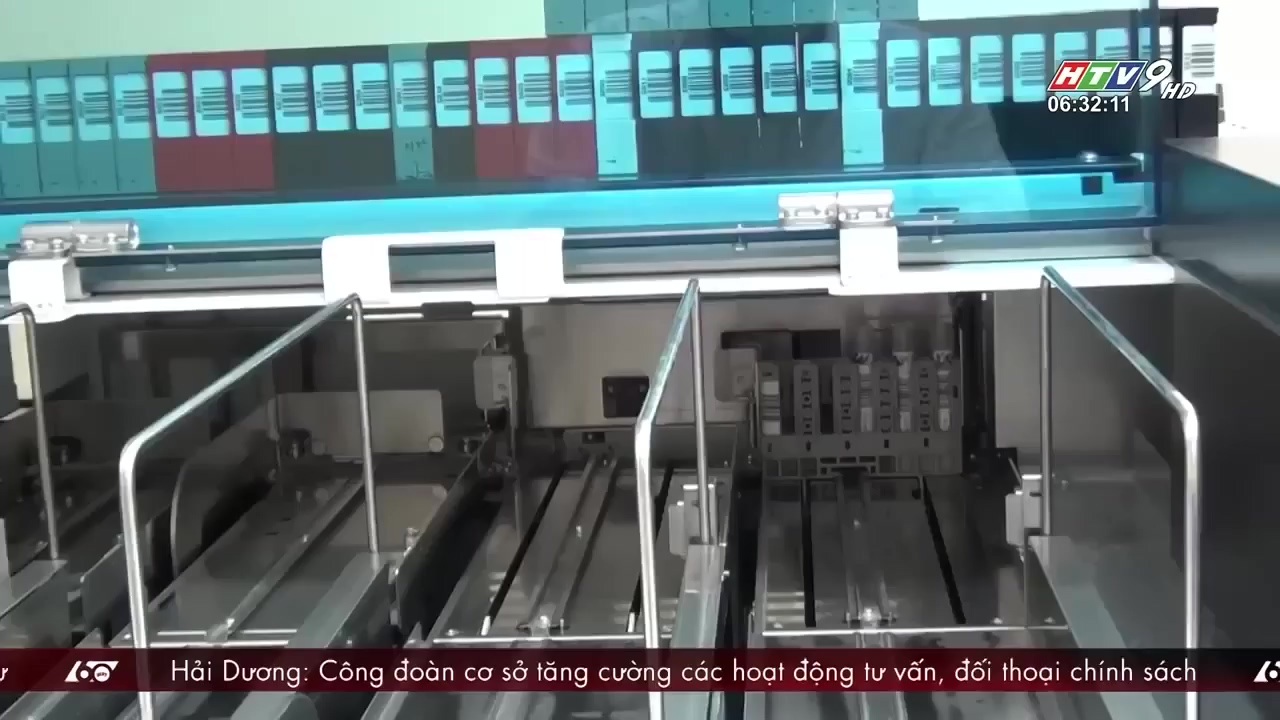 HTV9 HD
06:32:11
ư 60 Hải Dương: Công đoàn cơ sở tăng cường các hoạt động tư vấn, đối thoại chính sách